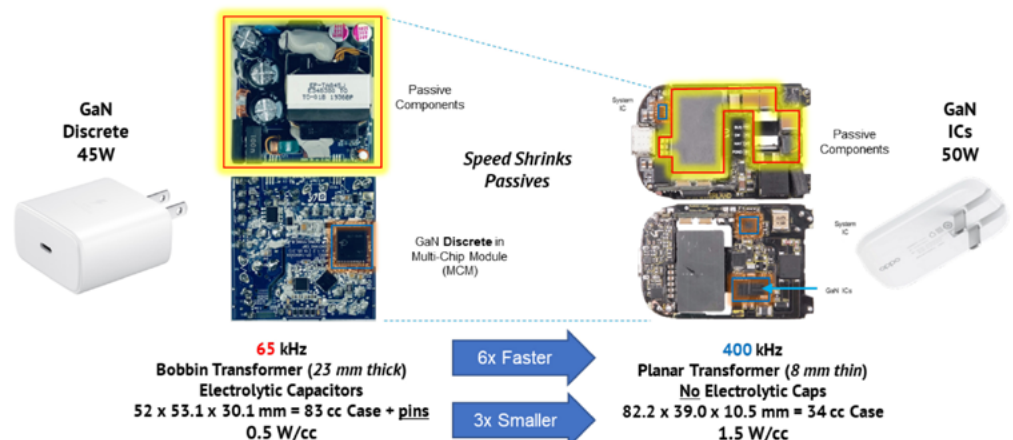 GaN
Discrete
45W
Passive
Components
GaN Discrete in
Multi-Chip Module
(MCM)
Speed Shrinks
Passives
System
IC
Passive
Components
System
IC
GaN ICs
GaN
ICs
50W
oppo
65 kHz
Bobbin Transformer (23 mm thick)
Electrolytic Capacitors
52 x 53.1 x 30.1 mm = 83 cc Case + pins
0.5 W/cc
6x Faster
3x Smaller
400 kHz
Planar Transformer (8 mm thin)
No Electrolytic Caps
82.2 x 39.0 x 10.5 mm = 34 cc Case
1.5 W/cc